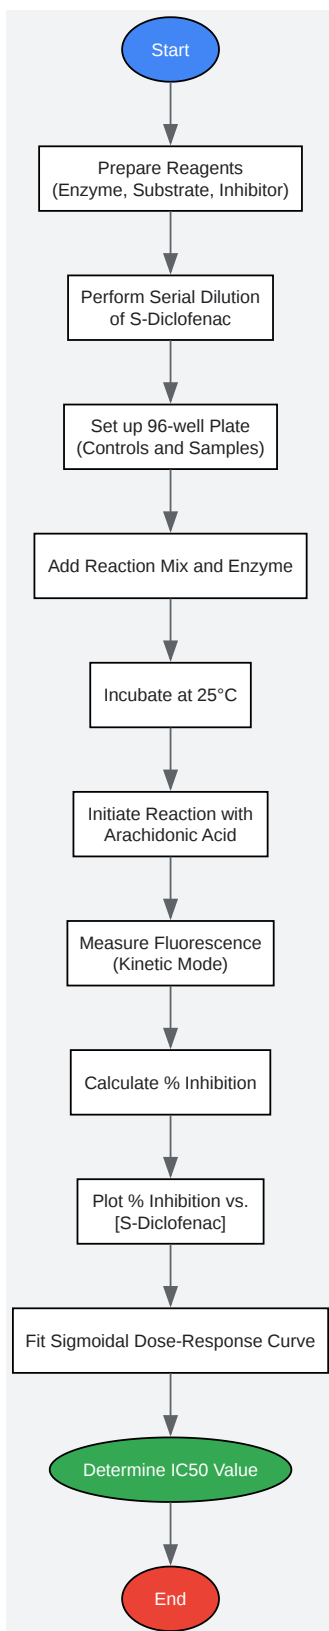 Start
Prepare Reagents
(Enzyme, Substrate, Inhibitor)
Perform Serial Dilution
of S-Diclofenac
Set up 96-well Plate
(Controls and Samples)
Add Reaction Mix and Enzyme
Incubate at 25°C
Initiate Reaction with
Arachidonic Acid
Measure Fluorescence
(Kinetic Mode)
Calculate % Inhibition
Plot % Inhibition vs.
[S-Diclofenac]
Fit Sigmoidal Dose-Response Curve
Determine IC50 Value
End